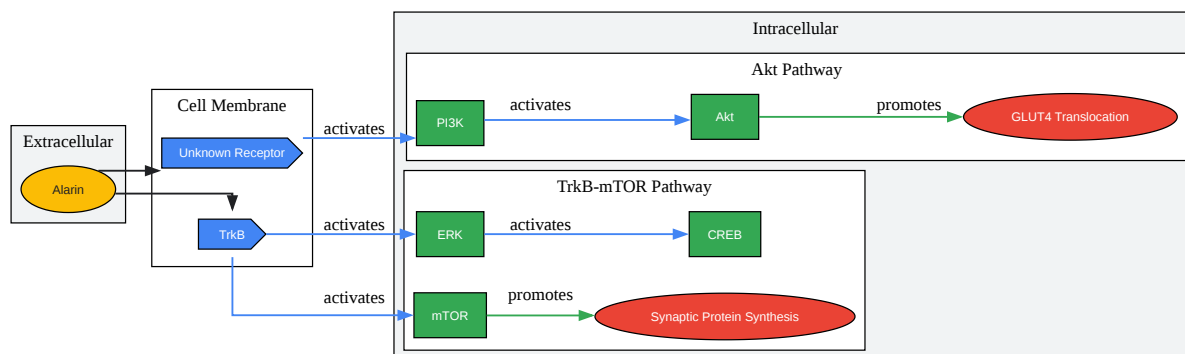 Intracellular
Akt Pathway
Cell Membrane
Extracellular
Alarin
Unknown Receptor
activates
PI3K
activates
Akt
promotes
GLUT4 Translocation
TrkB-mTOR Pathway
TrkB
activates
ERK
activates
CREB
activates
mTOR
promotes
Synaptic Protein Synthesis